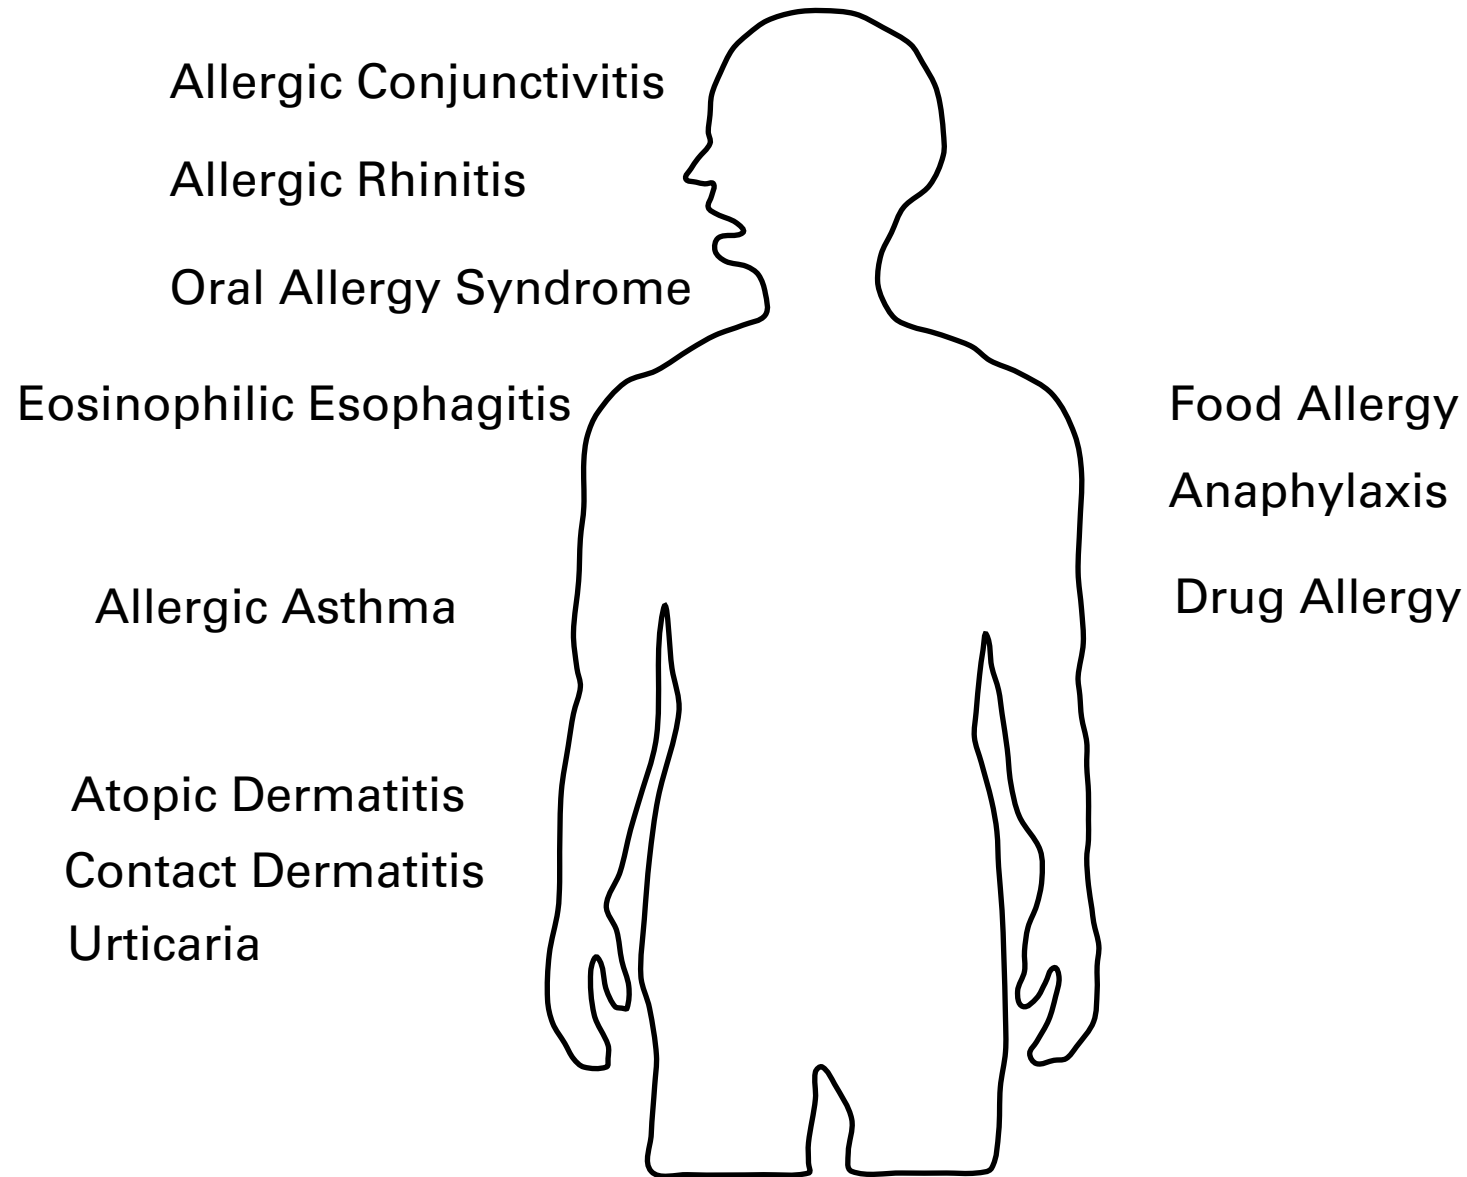 Allergic Conjunctivitis
Allergic Rhinitis
Oral Allergy Syndrome
Eosinophilic Esophagitis
Allergic Asthma
Atopic Dermatitis
Contact Dermatitis
Urticaria
Food Allergy
Anaphylaxis
Drug Allergy